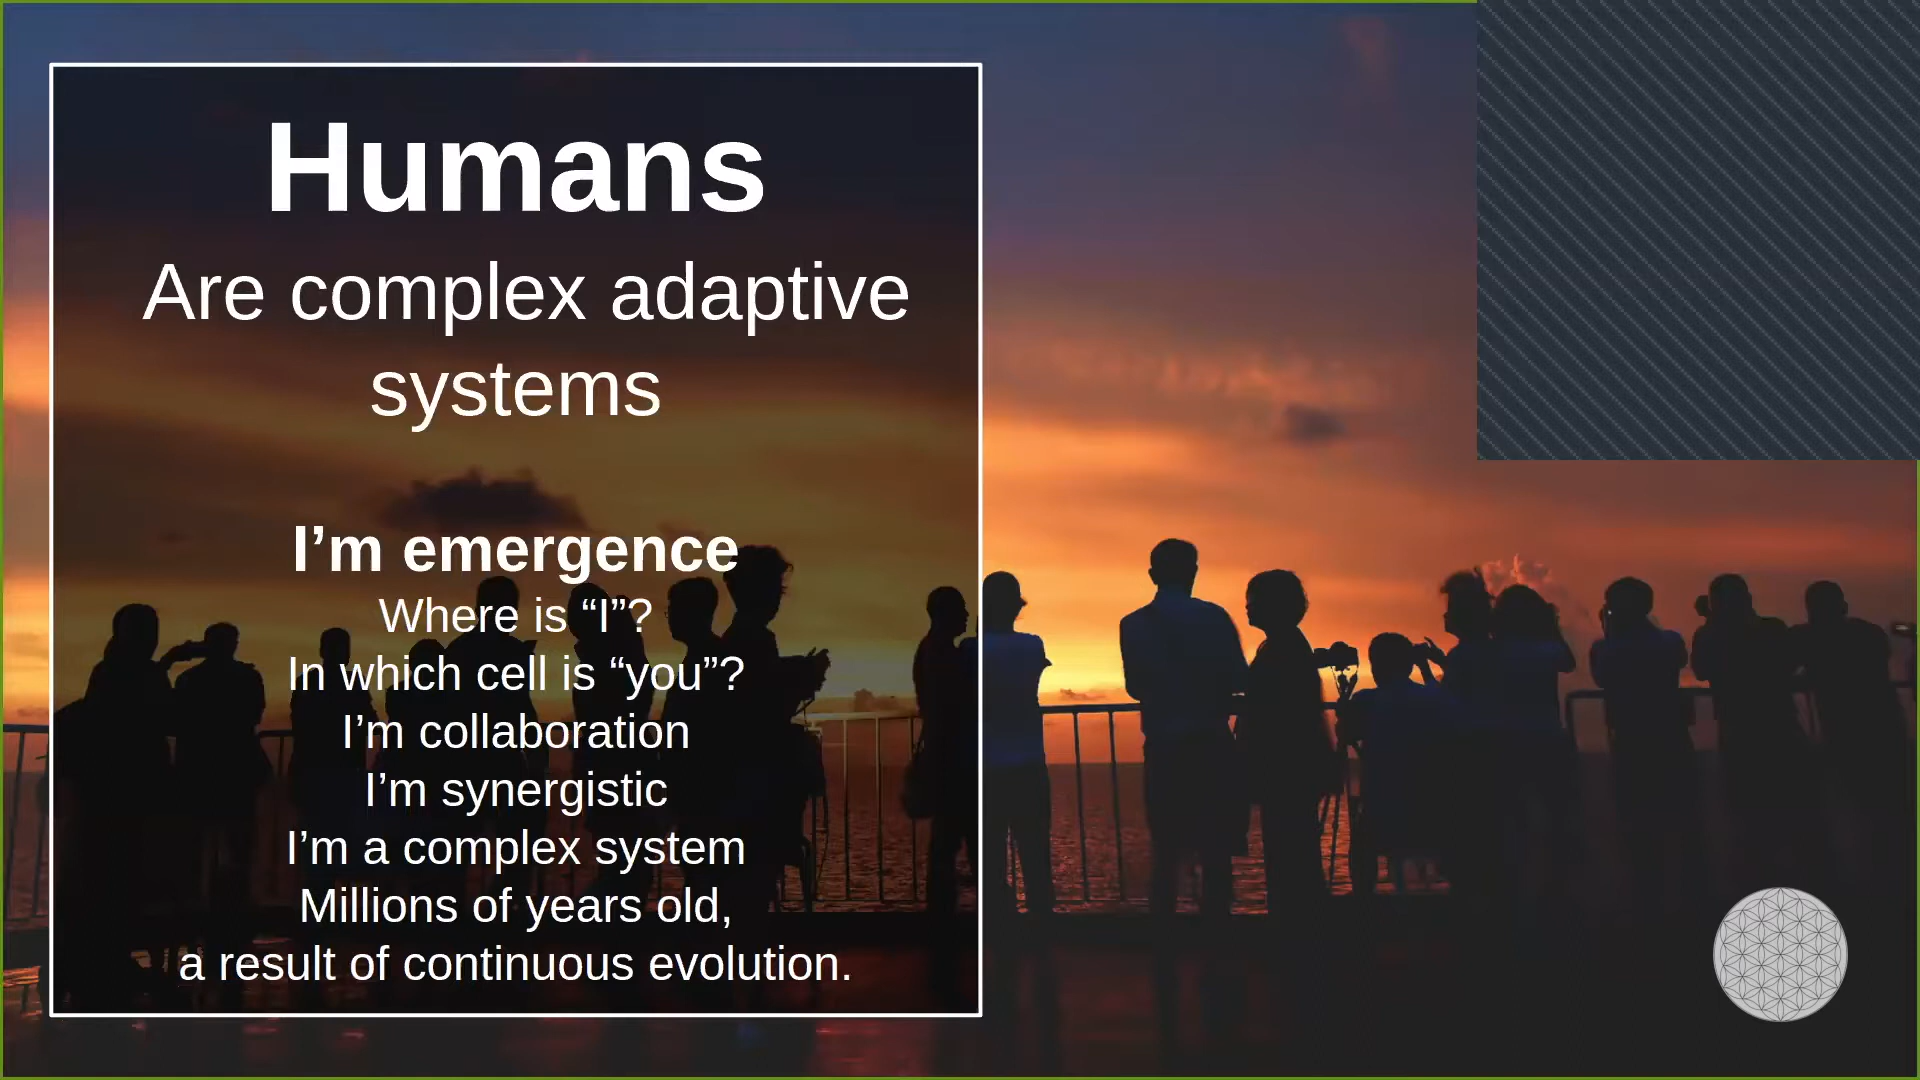 Humans
Are complex adaptive
systems
I’m emergence
Where is “I”?
In which cell is “you”?
I’m collaboration
I’m synergistic
I’m a complex system
Millions of years old,
a result of continuous evolution.